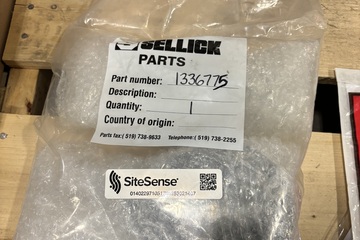 SELLICK
PARTS
Part number: 1336775
Description:
Quantity: 1
Country of origin:
Parts fax:( 519) 738-8633 Telephone:( 519) 738-2255
SiteSense®